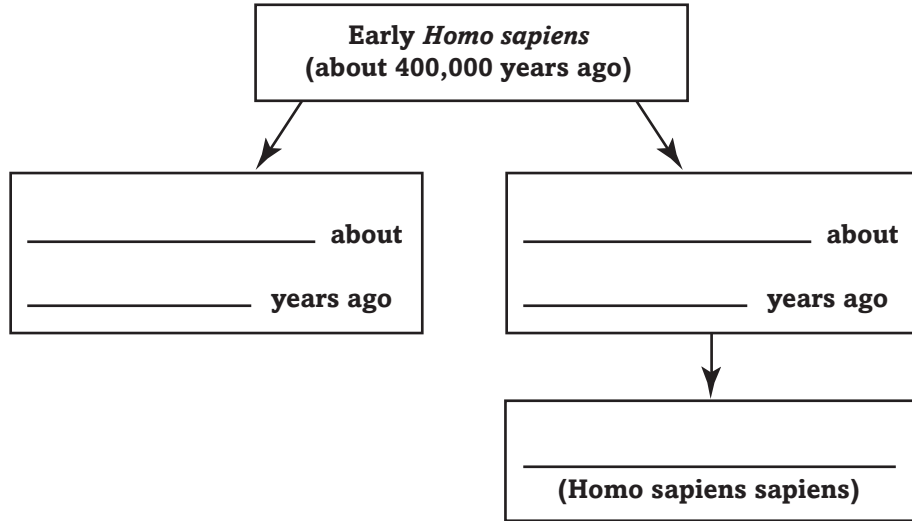 Early Homo sapiens
(about 400,000 years ago)
about
years ago
about
years ago
(Homo sapiens sapiens)